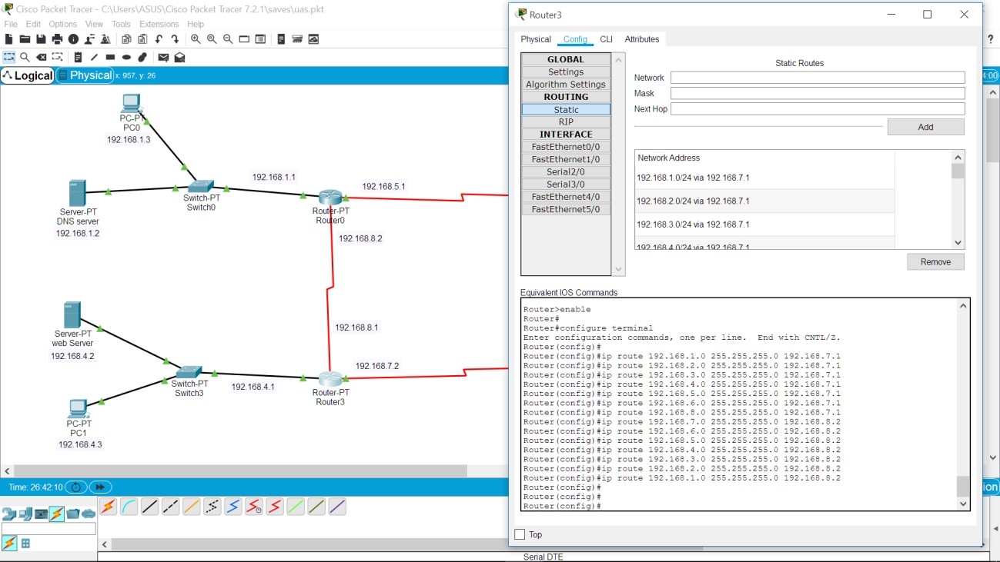 Cisco Packet Tracer - C:\Users\ASUS\Cisco Packet Tracer 7.2.1\saves\uas.pkt
File Edit Options View Tools Extensions Help
?
Logical Physical x: 957, y: 26
4:00
PC-PT
PC0
192.168.1.3
Server-PT
DNS server
192.168.1.2
Switch-PT
Switch0
192.168.1.1
192.168.5.1
Router-PT
Router0
192.168.8.2
192.168.8.1
Server-PT
web Server
192.168.4.2
192.168.7.2
Switch-PT
Switch3
192.168.4.1
Router-PT
Router3
PC-PT
PC1
192.168.4.3
Time: 26:42:10
ion
Serial DTE
Router3
Physical Config CLI Attributes
GLOBAL
Settings
Algorithm Settings
ROUTING
Static
RIP
INTERFACE
FastEthernet0/0
FastEthernet1/0
Serial2/0
Serial3/0
FastEthernet4/0
FastEthernet5/0
Static Routes
Network
Mask
Next Hop
Add
Network Address
192.168.1.0/24 via 192.168.7.1
192.168.2.0/24 via 192.168.7.1
192.168.3.0/24 via 192.168.7.1
192.168.4.0/24 via 192.168.7.1
Remove
Equivalent IOS Commands
Router>enable
Router#
Router#configure terminal
Enter configuration commands, one per line. End with CNTL/Z.
Router(config)#
Router(config)#ip route 192.168.1.0 255.255.255.0 192.168.7.1
Router(config)#ip route 192.168.2.0 255.255.255.0 192.168.7.1
Router(config)#ip route 192.168.3.0 255.255.255.0 192.168.7.1
Router(config)#ip route 192.168.4.0 255.255.255.0 192.168.7.1
Router(config)#ip route 192.168.5.0 255.255.255.0 192.168.7.1
Router(config)#ip route 192.168.6.0 255.255.255.0 192.168.7.1
Router(config)#ip route 192.168.8.0 255.255.255.0 192.168.7.1
Router(config)#ip route 192.168.7.0 255.255.255.0 192.168.8.2
Router(config)#ip route 192.168.6.0 255.255.255.0 192.168.8.2
Router(config)#ip route 192.168.5.0 255.255.255.0 192.168.8.2
Router(config)#ip route 192.168.4.0 255.255.255.0 192.168.8.2
Router(config)#ip route 192.168.3.0 255.255.255.0 192.168.8.2
Router(config)#ip route 192.168.2.0 255.255.255.0 192.168.8.2
Router(config)#ip route 192.168.1.0 255.255.255.0 192.168.8.2
Router(config)#
Router(config)#
Router(config)#
Top